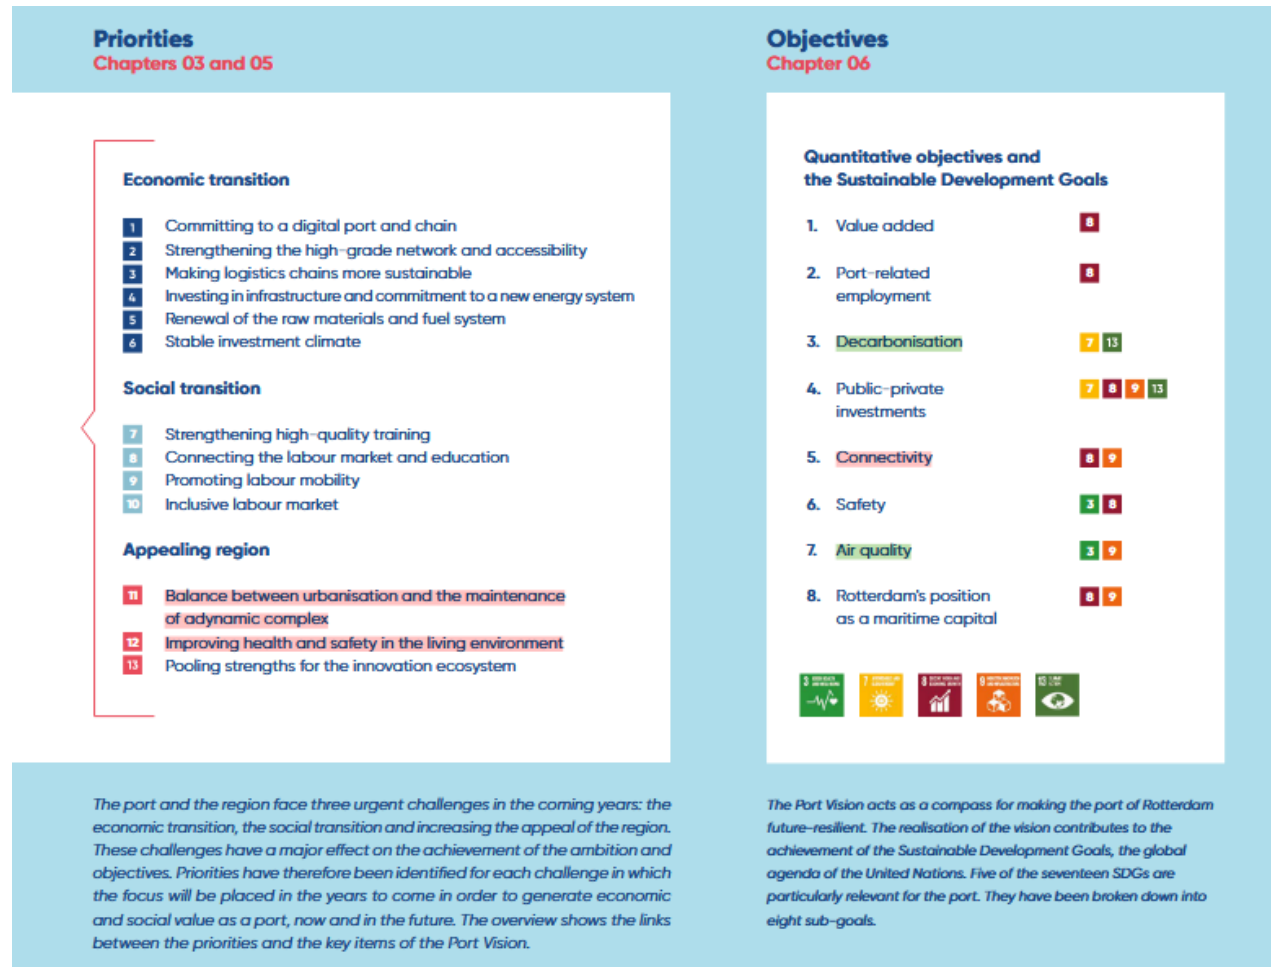 Priorities
Chapters 03 and 05
Economic transition
1 Committing to a digital port and chain
2 Strengthening the high-grade network and accessibility
3 Making logistics chains more sustainable
4 Investing in infrastructure and commitment to a new energy system
5 Renewal of the raw materials and fuel system
6 Stable investment climate
Social transition
7 Strengthening high-quality training
8 Connecting the labour market and education
9 Promoting labour mobility
10 Inclusive labour market
Appealing region
11 Balance between urbanisation and the maintenance
of adynamic complex
12 Improving health and safety in the living environment
13 Pooling strengths for the innovation ecosystem
The port and the region face three urgent challenges in the coming years: the
economic transition, the social transition and increasing the appeal of the region.
These challenges have a major effect on the achievement of the ambition and
objectives. Priorities have therefore been identified for each challenge in which
the focus will be placed in the years to come in order to generate economic
and social value as a port, now and in the future. The overview shows the links
between the priorities and the key items of the Port Vision.
Objectives
Chapter 06
Quantitative objectives and
the Sustainable Development Goals
1. Value added 8
2. Port-related 8
employment
3. Decarbonisation 7 13
4. Public-private 7 8 9 13
investments
5. Connectivity 8 9
6. Safety 3 8
7. Air quality 3 9
8. Rotterdam's position 8 9
as a maritime capital
3 7 8 9 13
The Port Vision acts as a compass for making the port of Rotterdam
future-resilient. The realisation of the vision contributes to the
achievement of the Sustainable Development Goals, the global
agenda of the United Nations. Five of the seventeen SDGs are
particularly relevant for the port. They have been broken down into
eight sub-goals.